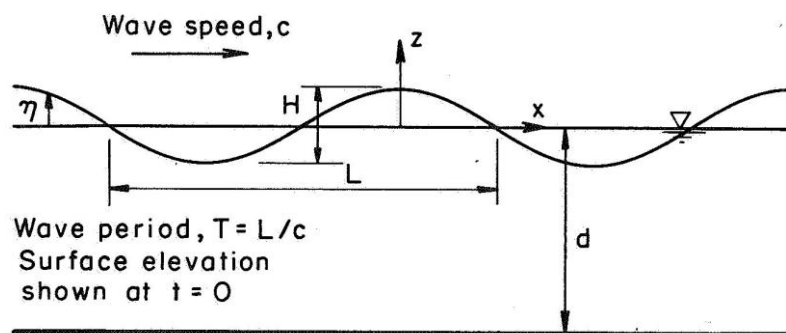 Wave speed, c
z
η
H
x
L
d
Wave period, T = L/c
Surface elevation
shown at t = 0